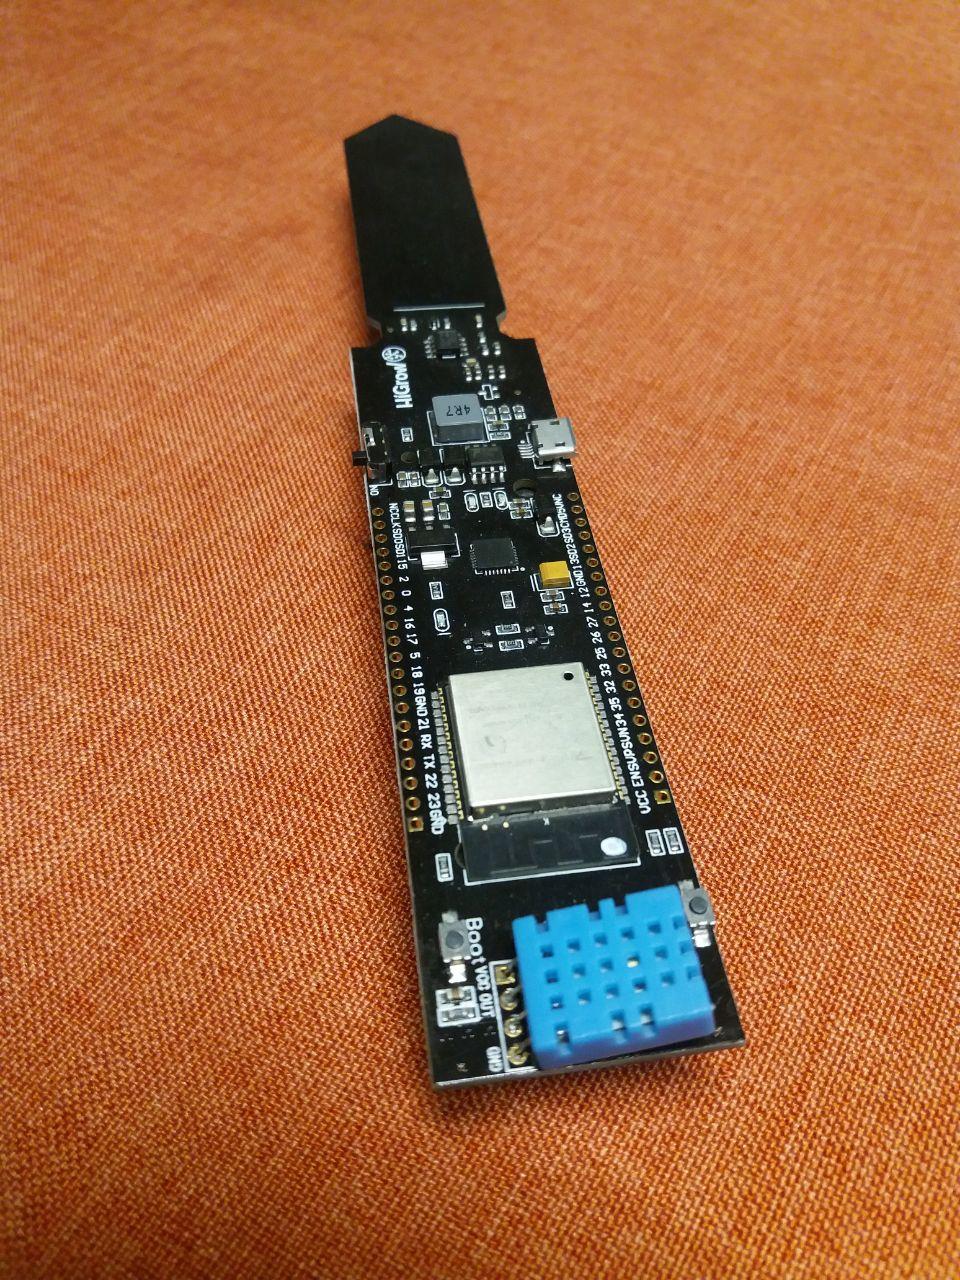 HiGrow
4R7
NO
NC CLK SD0 SD1 15 2 0 4 16 17 5 18 19 GND 21 RX TX 22 23 GND
VCC EN SVP SVN 34 35 32 33 25 26 27 14 12 GND 13 SD2 SD3 CMD 5V NC
Boot
VCC OUT
GND